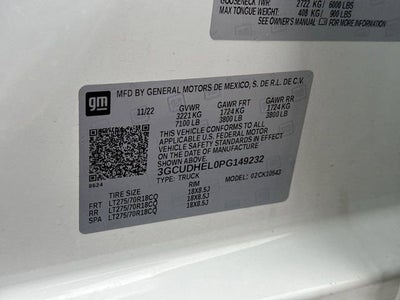 GOOSENECK TWR 2722 KG/ 6000 LBS
MAX TONGUE WEIGHT 408 KG/ 900 LBS
SEE OWNER'S MANUAL FOR
gm
MFD BY GENERAL MOTORS DE MEXICO, S. DE R.L. DE C.V.
11/22 GVWR GAWR FRT GAWR RR
3221 KG 1724 KG 1724 KG
7100 LB 3800 LB 3800 LB
THIS VEHICLE CONFORMS TO ALL APPLICABLE
U.S. FEDERAL MOTOR VEHICLE
SAFETY STANDARDS IN EFFECT ON THE DATE
OF MANUFACTURE SHOWN ABOVE.
3GCUDHEL0PG149232
TYPE: TRUCK MODEL: 02CK10543
8624
TIRE SIZE RIM
FRT LT275/70R18CQ 18X8.5J
RR LT275/70R18CQ 18X8.5J
SPA LT275/70R18CQ 18X8.5J